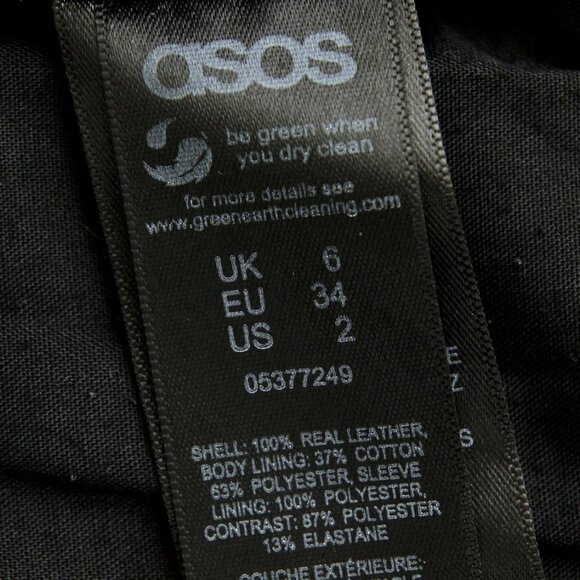 asos
be green when
you dry clean
for more details see
www.greenearthcleaning.com
UK 6
EU 34
US 2
05377249
SHELL: 100% REAL LEATHER,
BODY LINING: 37% COTTON
63% POLYESTER, SLEEVE
LINING: 100% POLYESTER,
CONTRAST: 87% POLYESTER
13% ELASTANE
COUCHE EXTÉRIEURE:
E
Z
S